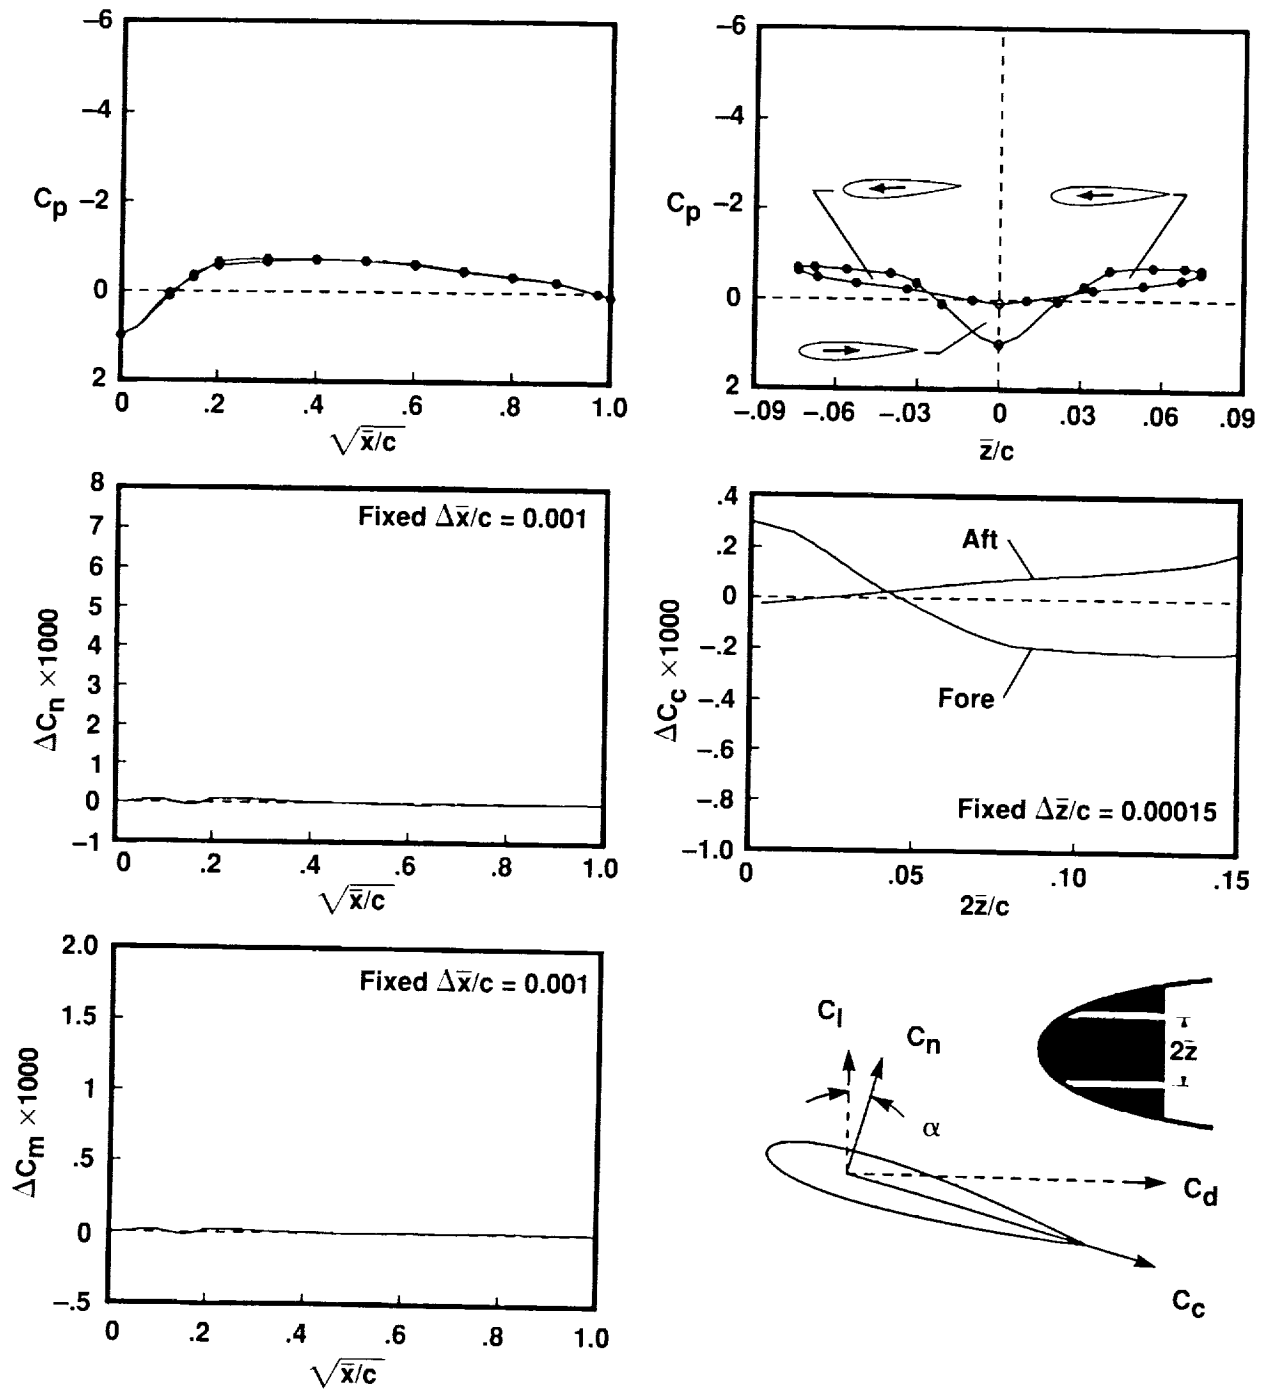 −6
−4
−2
0
2
Cp
0 .2 .4 .6 .8 1.0
√x̄/c
−6
−4
−2
0
2
Cp
−.09 −.06 −.03 0 .03 .06 .09
z̄/c
8
7
6
5
4
3
2
1
0
−1
ΔCn ×1000
Fixed Δx̄/c = 0.001
0 .2 .4 .6 .8 1.0
√x̄/c
.4
.2
0
−.2
−.4
−.6
−.8
−1.0
ΔCc ×1000
Aft
Fore
Fixed Δz̄/c = 0.00015
0 .05 .10 .15
2z̄/c
2.0
1.5
1
.5
0
−.5
ΔCm ×1000
Fixed Δx̄/c = 0.001
0 .2 .4 .6 .8 1.0
√x̄/c
Cl
Cn
α
Cd
Cc
2z̄